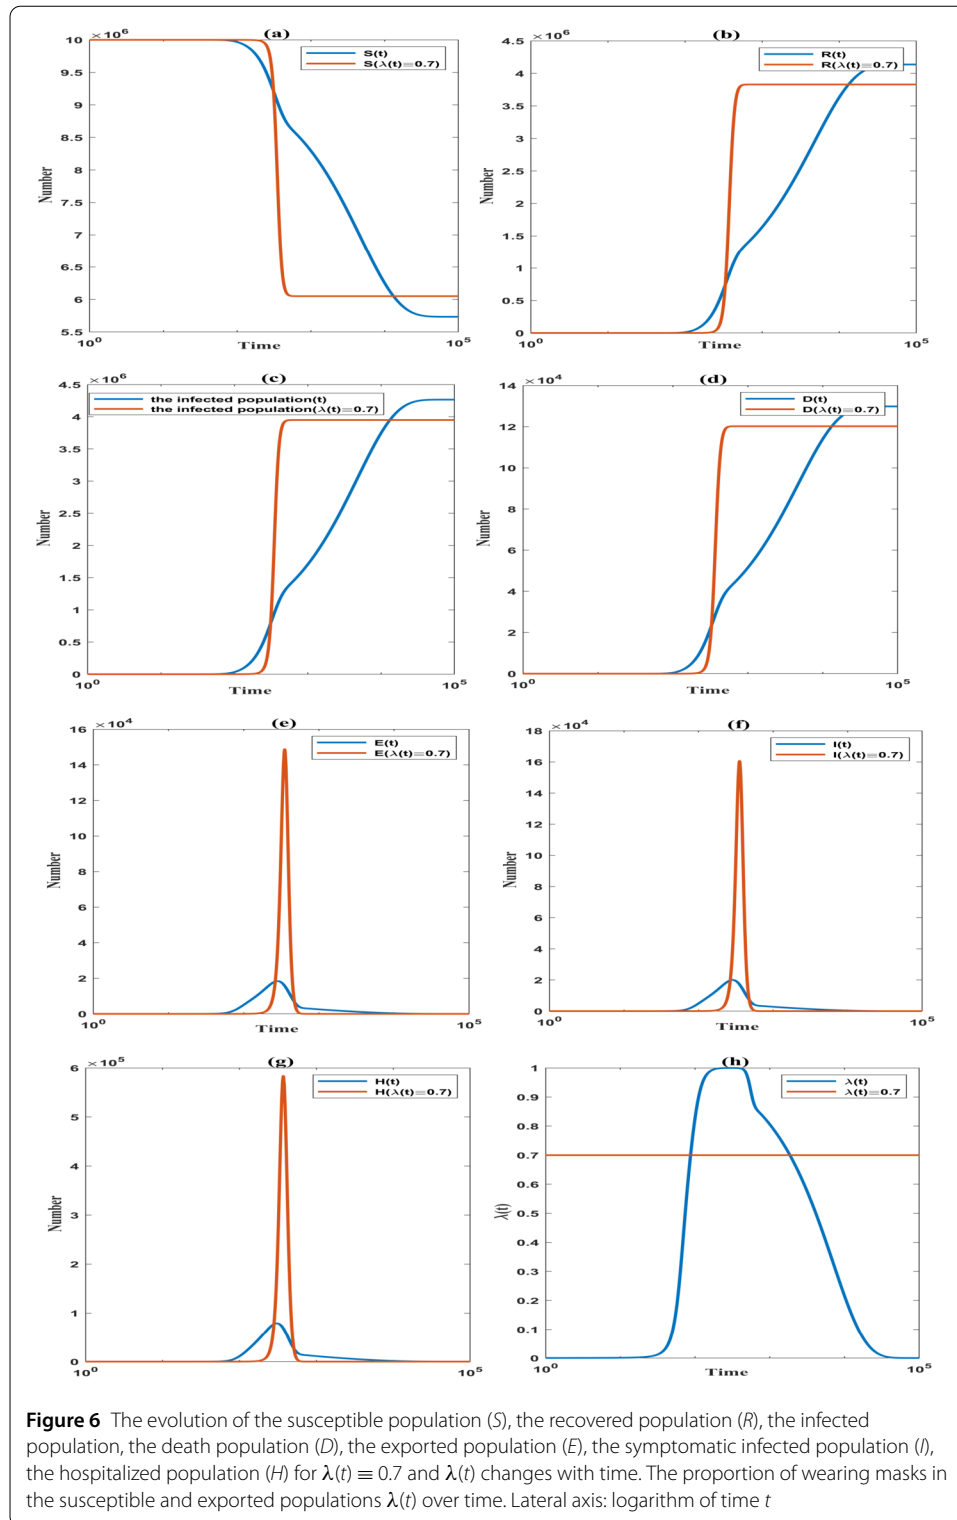 (a)
10
9.5
9
8.5
8
7.5
7
6.5
6
5.5
×10⁶
Number
S(t)
S(λ(t)=0.7)
10⁰
Time
10⁵
(b)
4.5
4
3.5
3
2.5
2
1.5
1
0.5
0
×10⁶
Number
R(t)
R(λ(t)=0.7)
10⁰
Time
10⁵
(c)
4.5
4
3.5
3
2.5
2
1.5
1
0.5
0
×10⁶
Number
the infected population(t)
the infected population(λ(t)=0.7)
10⁰
Time
10⁵
(d)
14
12
10
8
6
4
2
0
×10⁴
Number
D(t)
D(λ(t)=0.7)
10⁰
Time
10⁵
(e)
16
14
12
10
8
6
4
2
0
×10⁴
Number
E(t)
E(λ(t)=0.7)
10⁰
Time
10⁵
(f)
18
16
14
12
10
8
6
4
2
0
×10⁴
Number
I(t)
I(λ(t)=0.7)
10⁰
Time
10⁵
(g)
6
5
4
3
2
1
0
×10⁵
Number
H(t)
H(λ(t)=0.7)
10⁰
Time
10⁵
(h)
1
0.9
0.8
0.7
0.6
0.5
0.4
0.3
0.2
0.1
0
λ(t)
λ(t)
λ(t)=0.7
10⁰
Time
10⁵
Figure 6 The evolution of the susceptible population (S), the recovered population (R), the infected
population, the death population (D), the exported population (E), the symptomatic infected population (I),
the hospitalized population (H) for λ(t) ≡ 0.7 and λ(t) changes with time. The proportion of wearing masks in
the susceptible and exported populations λ(t) over time. Lateral axis: logarithm of time t